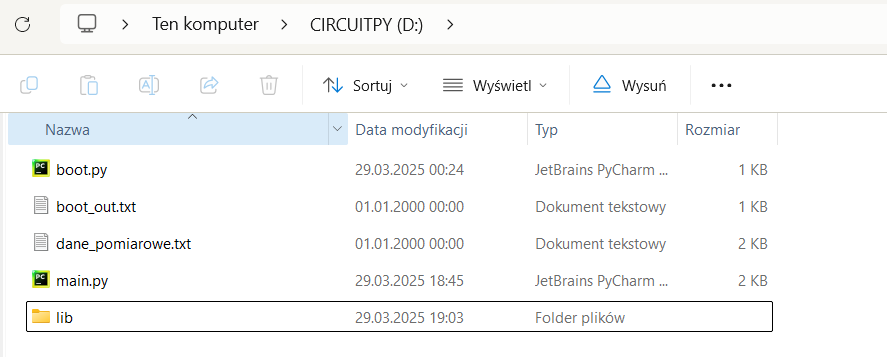 Ten komputer > CIRCUITPY (D:) >
Sortuj Wyświetl Wysuń
Nazwa Data modyfikacji Typ Rozmiar
boot.py 29.03.2025 00:24 JetBrains PyCharm ... 1 KB
boot_out.txt 01.01.2000 00:00 Dokument tekstowy 1 KB
dane_pomiarowe.txt 01.01.2000 00:00 Dokument tekstowy 2 KB
main.py 29.03.2025 18:45 JetBrains PyCharm ... 2 KB
lib 29.03.2025 19:03 Folder plików